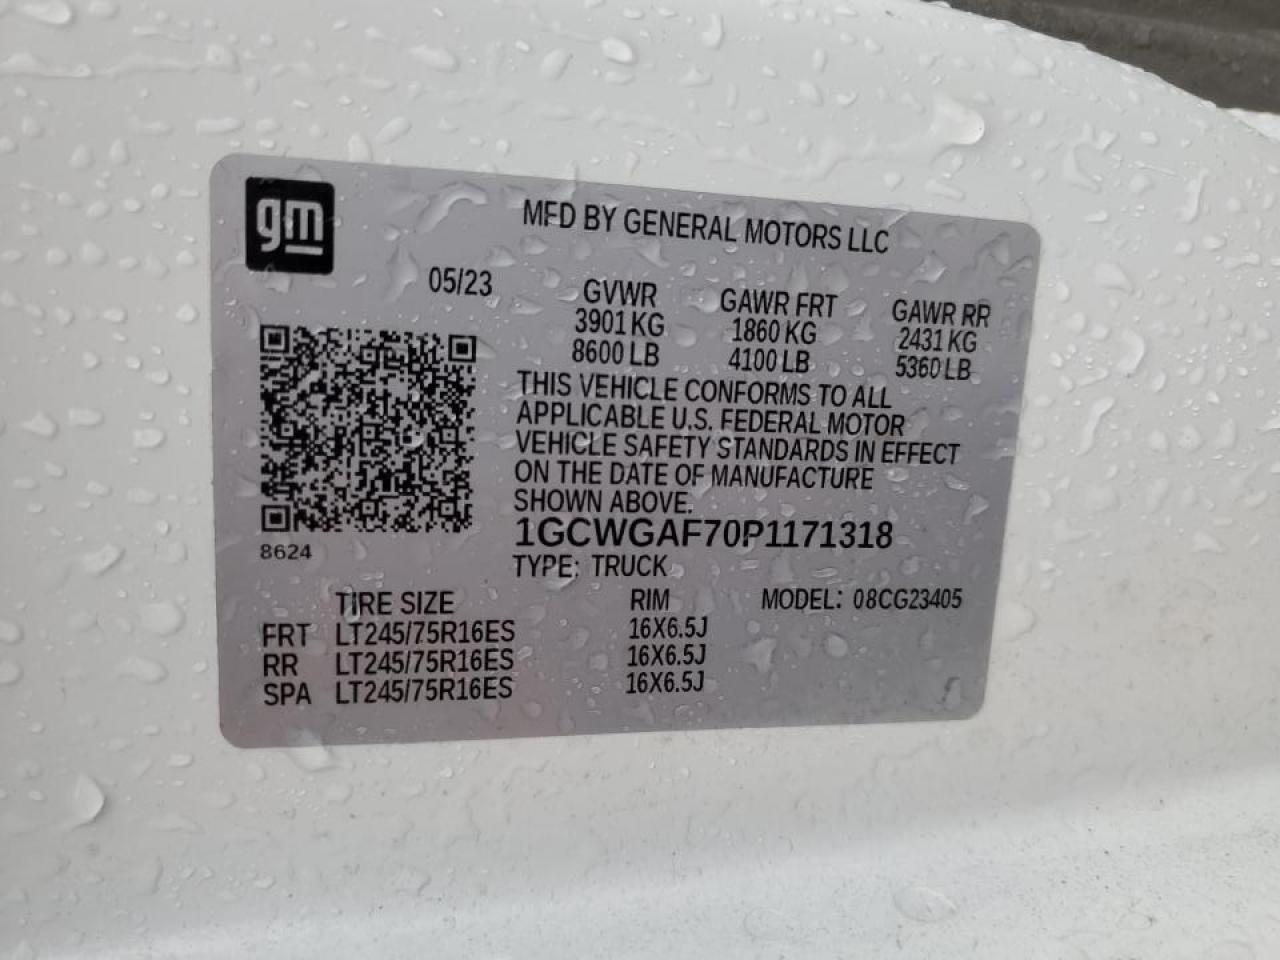 gm
MFD BY GENERAL MOTORS LLC
05/23
GVWR GAWR FRT GAWR RR
3901 KG 1860 KG 2431 KG
8600 LB 4100 LB 5360 LB
THIS VEHICLE CONFORMS TO ALL
APPLICABLE U.S. FEDERAL MOTOR
VEHICLE SAFETY STANDARDS IN EFFECT
ON THE DATE OF MANUFACTURE
SHOWN ABOVE.
1GCWGAF70P1171318
8624
TYPE: TRUCK
TIRE SIZE RIM MODEL: 08CG23405
FRT LT245/75R16ES 16X6.5J
RR LT245/75R16ES 16X6.5J
SPA LT245/75R16ES 16X6.5J